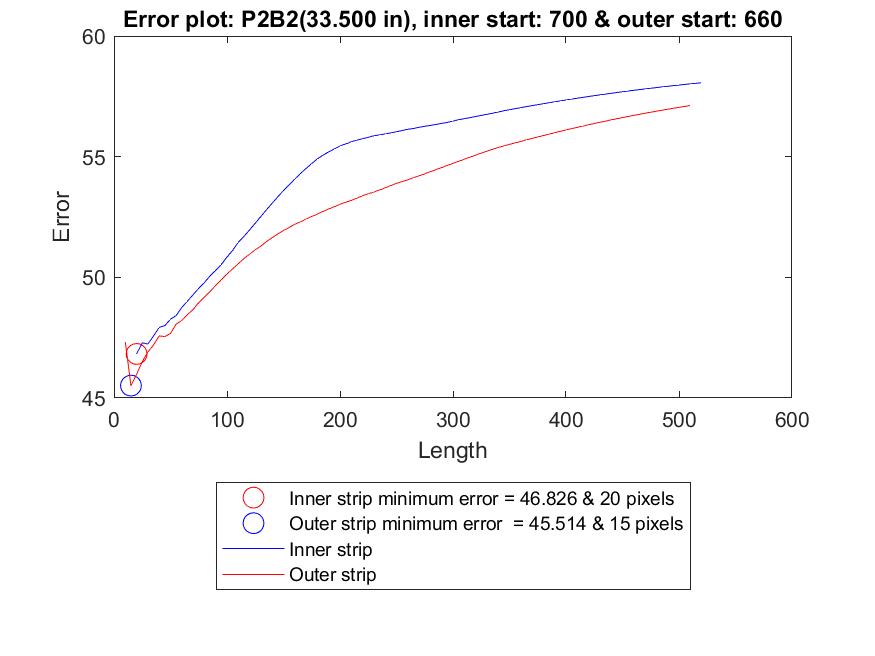 Error plot: P2B2(33.500 in), inner start: 700 & outer start: 660
60
55
50
45
Error
0 100 200 300 400 500 600
Length
Inner strip minimum error = 46.826 & 20 pixels
Outer strip minimum error  = 45.514 & 15 pixels
Inner strip
Outer strip